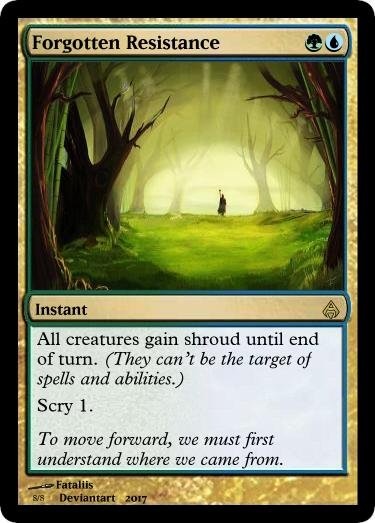 Forgotten Resistance
Instant
All creatures gain shroud until end
of turn. (They can't be the target of
spells and abilities.)
Scry 1.
To move forward, we must first
understand where we came from.
Fataliis
8/8 Deviantart 2017